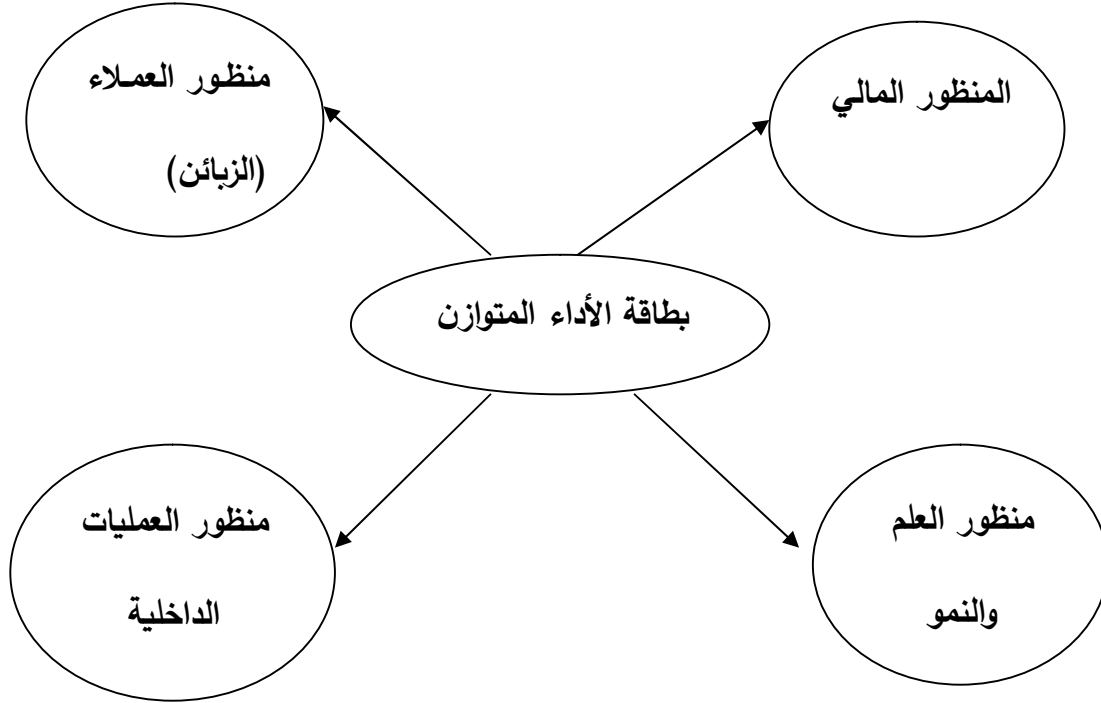 المنظور المالي
منظور العملاء
(الزبائن)
بطاقة الأداء المتوازن
منظور العلم
والنمو
منظور العمليات
الداخلية